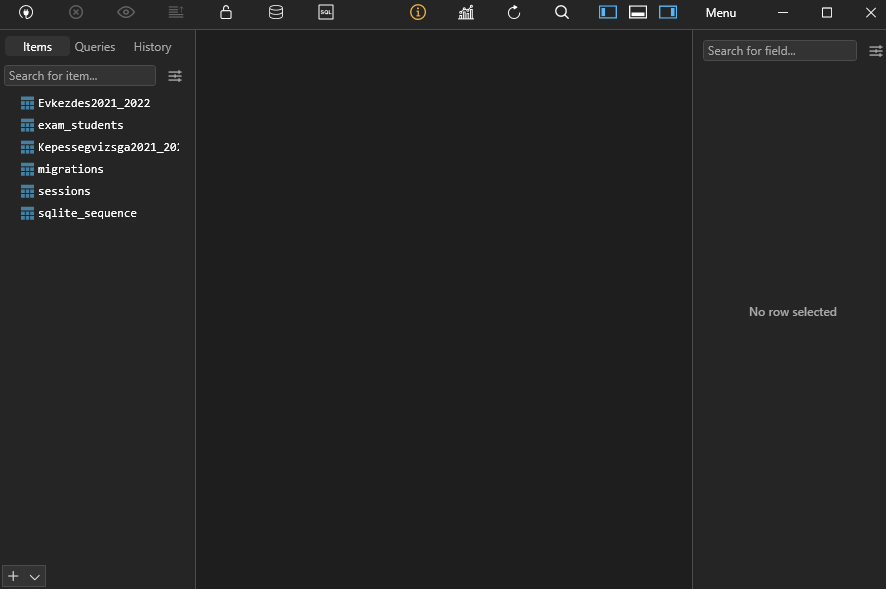 SQL
Menu
Items
Queries
History
Search for item...
Search for field...
Evkezdes2021_2022
exam_students
Kepessegvizsga2021_202
migrations
sessions
sqlite_sequence
No row selected